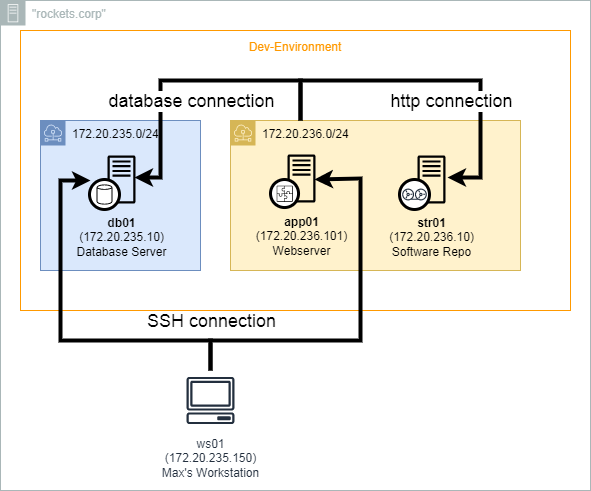 "rockets.corp"
Dev-Environment
database connection
http connection
172.20.235.0/24
172.20.236.0/24
db01
(172.20.235.10)
Database Server
app01
(172.20.236.101)
Webserver
str01
(172.20.236.10)
Software Repo
SSH connection
ws01
(172.20.235.150)
Max's Workstation